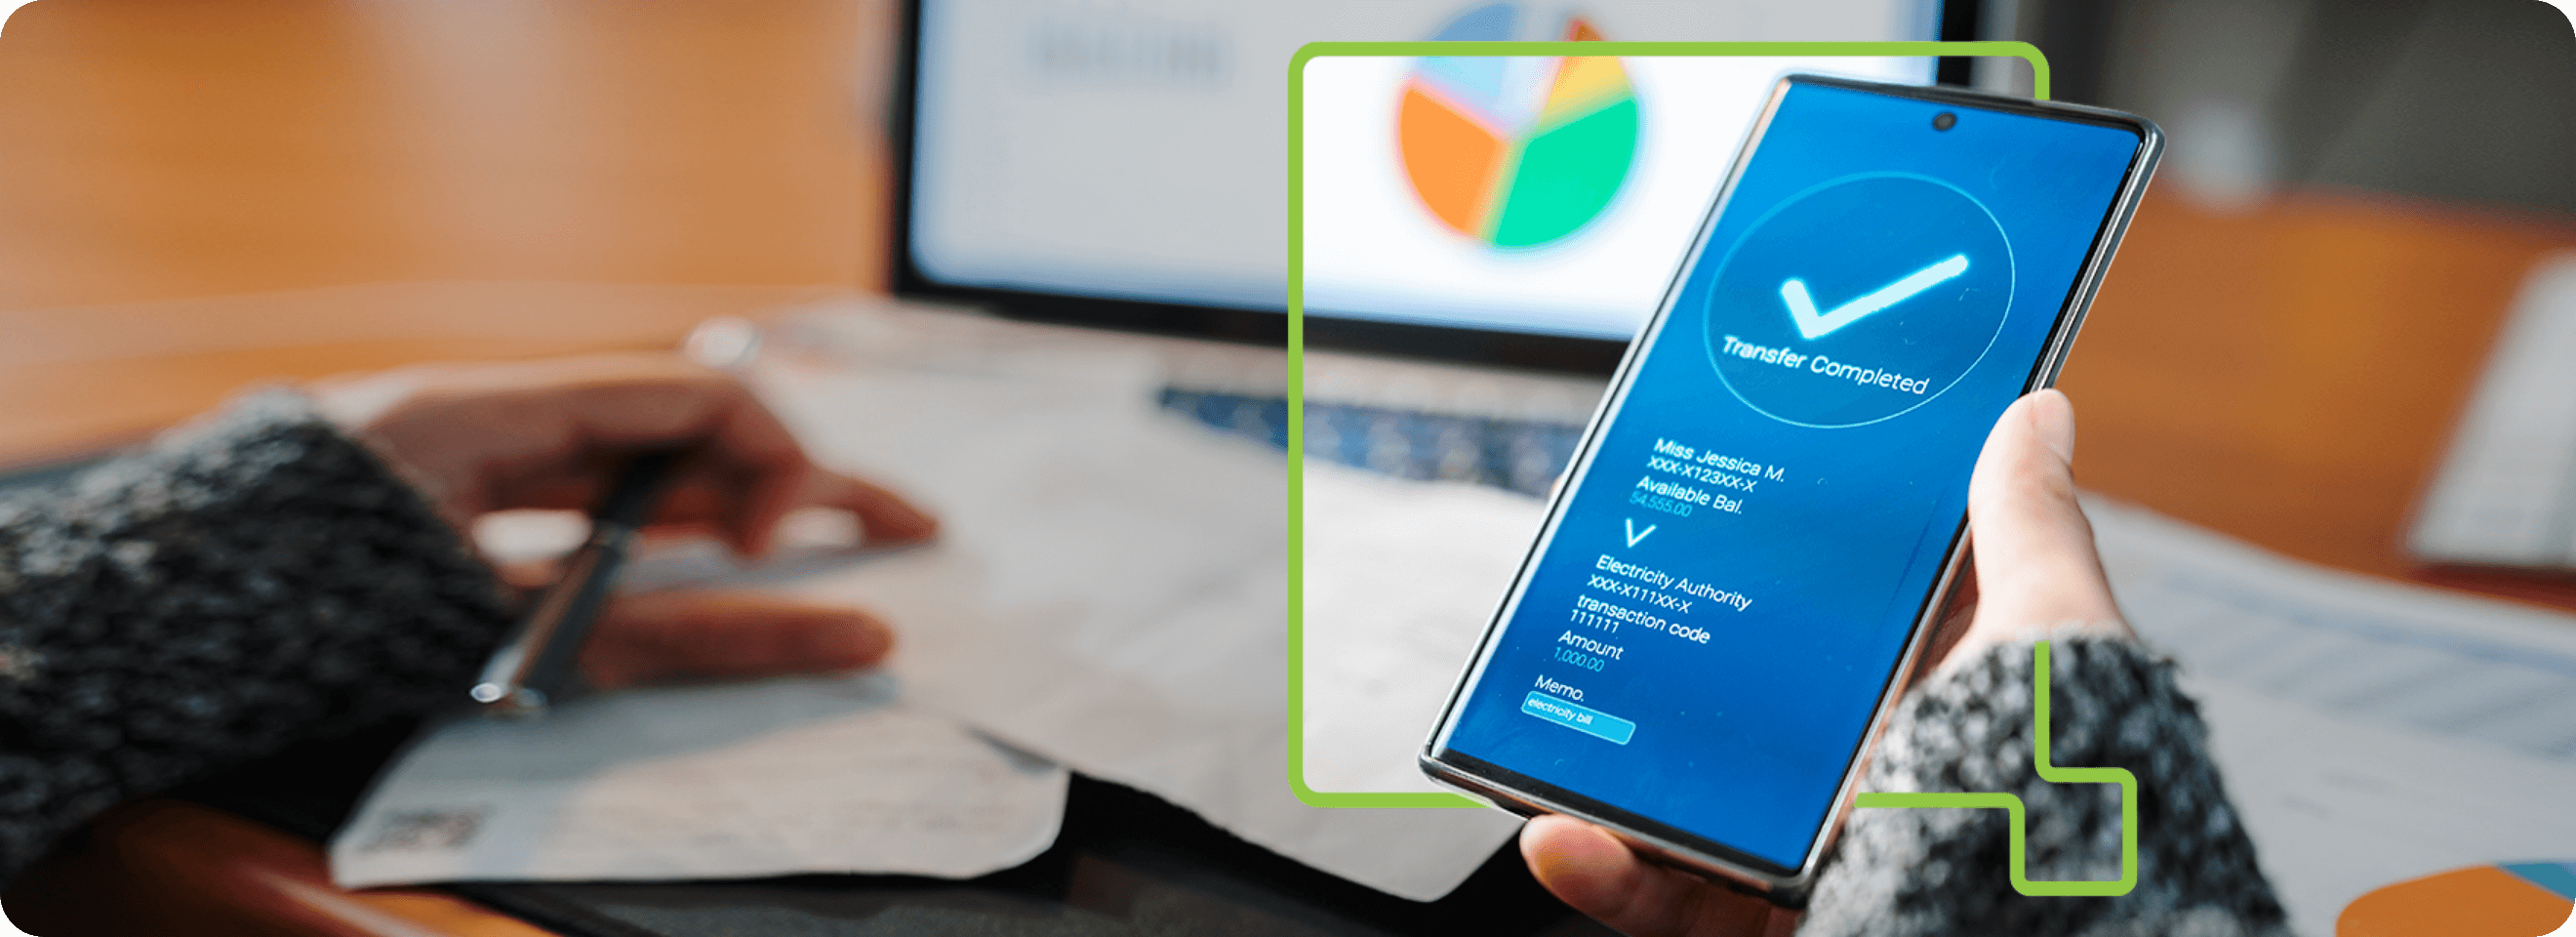 Transfer Completed
Miss Jessica M.
XXX-X123XX-X
Available Bal.
54,555.00
Electricity Authority
XXX-X111XX-X
transaction code
111111
Amount
1,000.00
Memo.
electricity bill